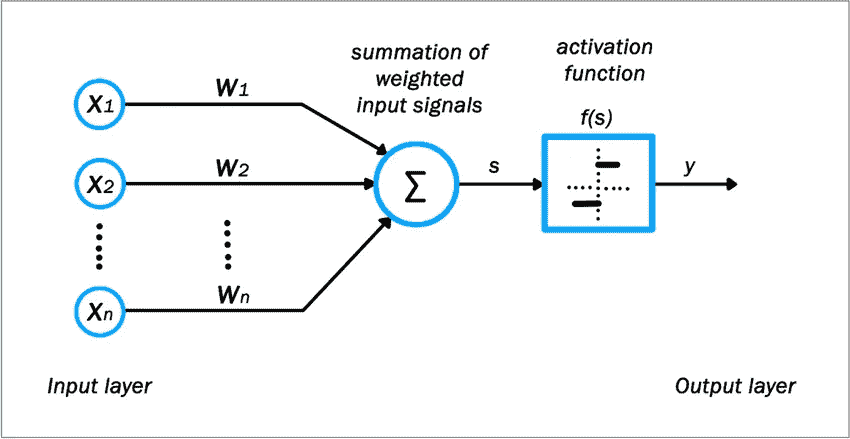 summation of
weighted
input signals
activation
function
f(s)
X1
W1
X2
W2
Σ
s
y
Xn
Wn
Input layer
Output layer